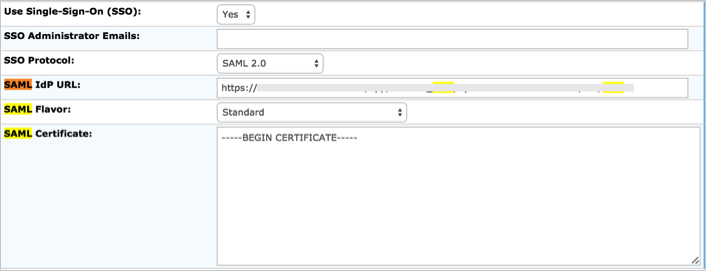 Use Single-Sign-On (SSO):
Yes
SSO Administrator Emails:
SSO Protocol:
SAML 2.0
SAML IdP URL:
https://
SAML Flavor:
Standard
SAML Certificate:
-----BEGIN CERTIFICATE-----